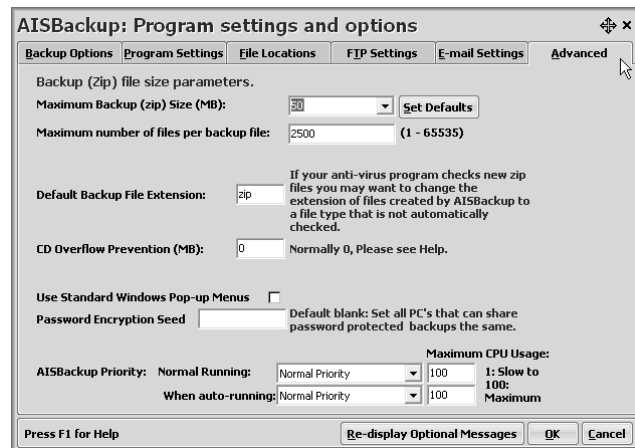 AISBackup: Program settings and options
Backup Options Program Settings File Locations FTP Settings E-mail Settings Advanced
Backup (Zip) file size parameters.
Maximum Backup (zip) Size (MB): 50 Set Defaults
Maximum number of files per backup file: 2500 (1 - 65535)
If your anti-virus program checks new zip
Default Backup File Extension: zip files you may want to change the
extension of files created by AISBackup to
a file type that is not automatically
checked.
CD Overflow Prevention (MB): 0 Normally 0, Please see Help.
Use Standard Windows Pop-up Menus
Password Encryption Seed Default blank: Set all PC's that can share
password protected backups the same.
Maximum CPU Usage:
AISBackup Priority: Normal Running: Normal Priority 100 1: Slow to
100:
When auto-running: Normal Priority 100 Maximum
Press F1 for Help Re-display Optional Messages OK Cancel